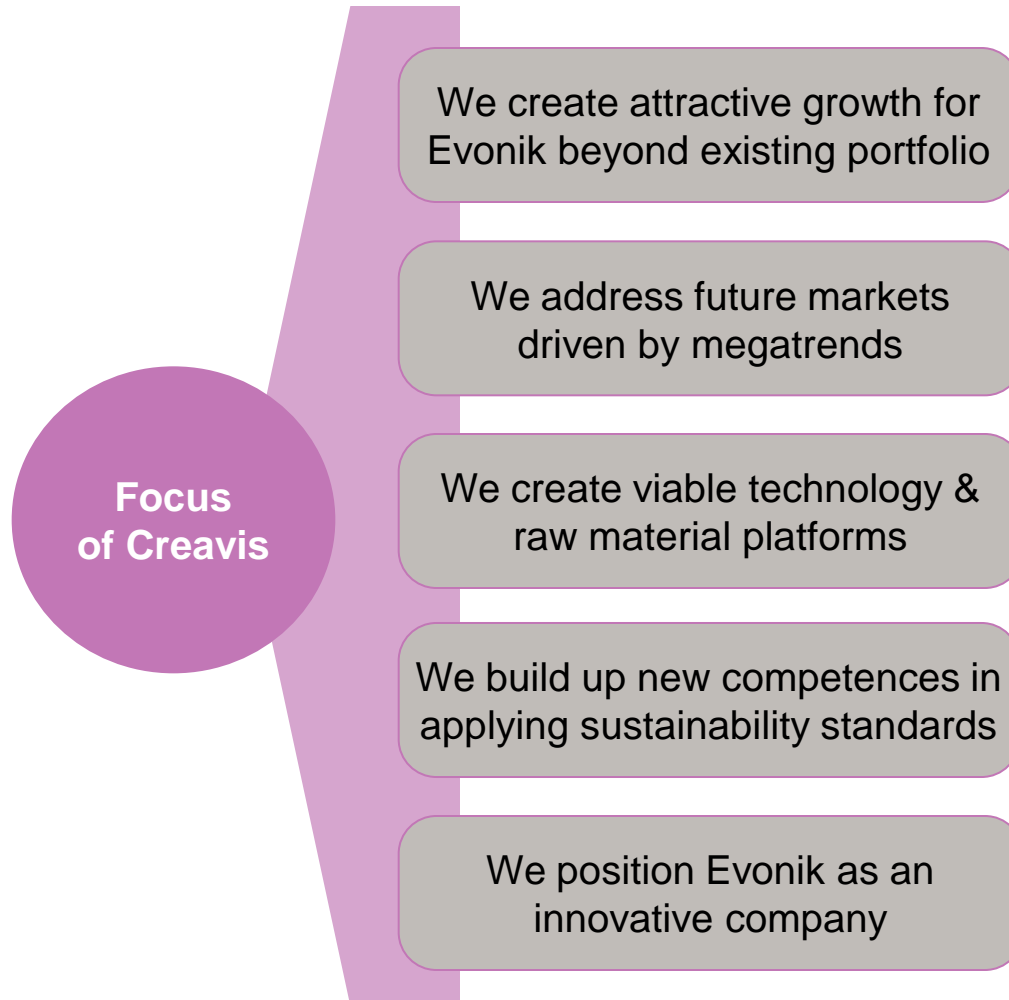 We create attractive growth for
Evonik beyond existing portfolio
We address future markets
driven by megatrends
Focus
of Creavis
We create viable technology &
raw material platforms
We build up new competences in
applying sustainability standards
We position Evonik as an
innovative company